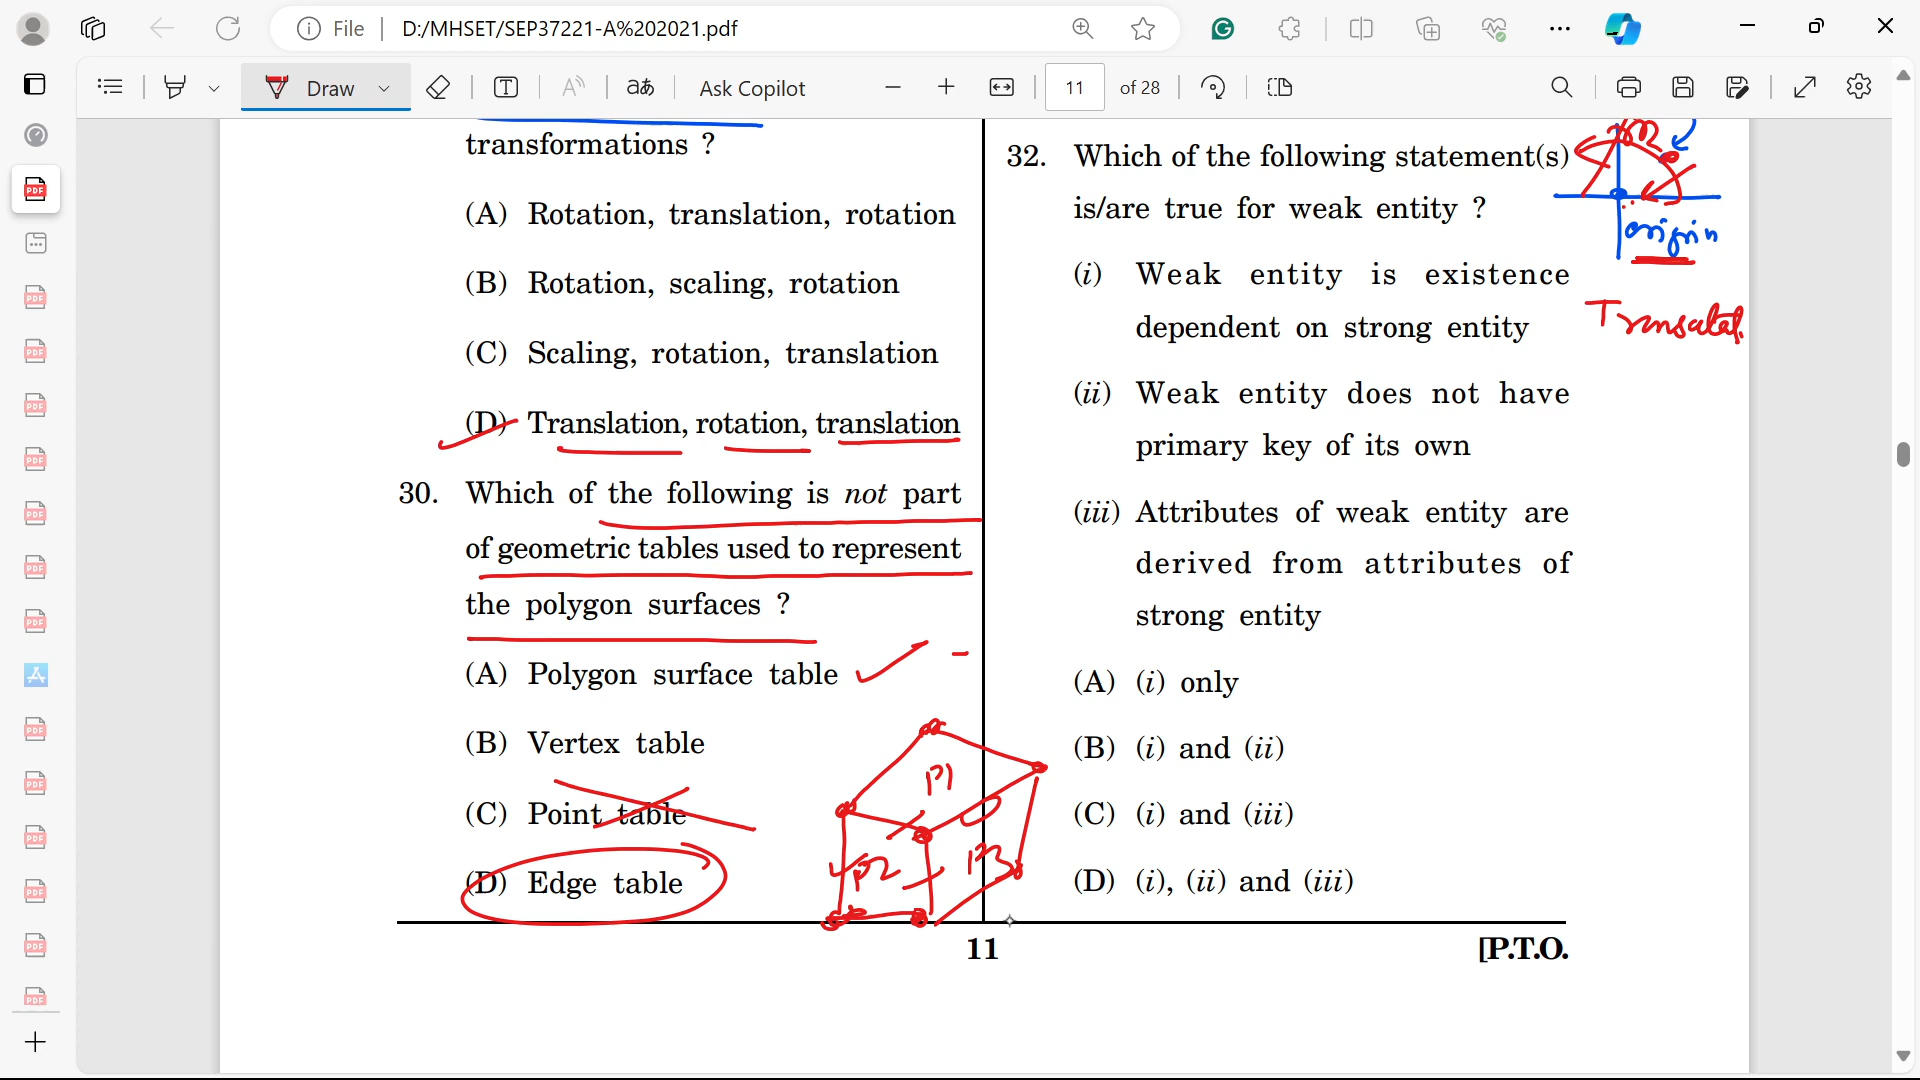 File
D:/MHSET/SEP37221-A%202021.pdf
Draw
Ask Copilot
11 of 28
transformations ?
(A) Rotation, translation, rotation
(B) Rotation, scaling, rotation
(C) Scaling, rotation, translation
(D) Translation, rotation, translation
30. Which of the following is not part
of geometric tables used to represent
the polygon surfaces ?
(A) Polygon surface table
(B) Vertex table
(C) Point table
(D) Edge table
P1
P2
P3
32. Which of the following statement(s)
is/are true for weak entity ?
(i) Weak entity is existence
dependent on strong entity
(ii) Weak entity does not have
primary key of its own
(iii) Attributes of weak entity are
derived from attributes of
strong entity
(A) (i) only
(B) (i) and (ii)
(C) (i) and (iii)
(D) (i), (ii) and (iii)
origin
11
[P.T.O.